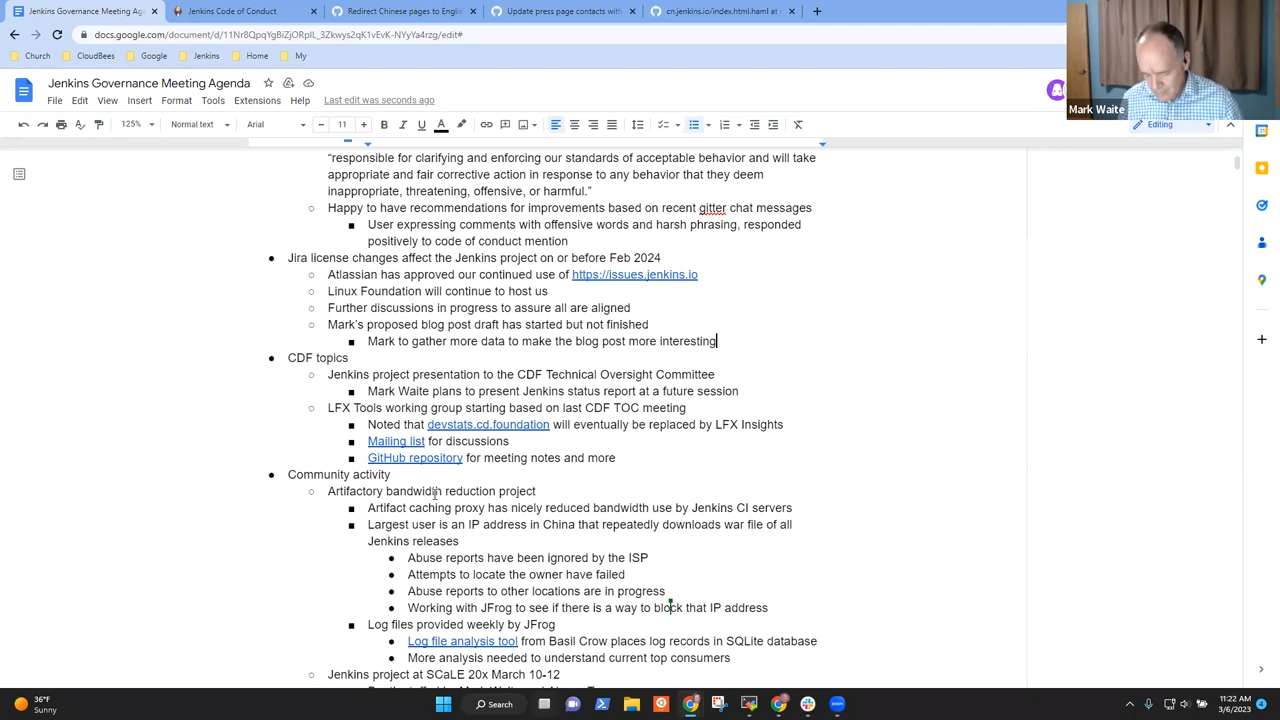 Jenkins Governance Meeting Agenda
Jenkins Code of Conduct
Redirect Chinese pages to Englis
Update press page contacts with
cn.jenkins.io/index.html.haml at
docs.google.com/document/d/11Nr8QpqYgBiZjORpIL_3Zkwys2qK1vEvK-NYyYa4rzg/edit#
Church
CloudBees
Google
Jenkins
Home
My
Jenkins Governance Meeting Agenda
File Edit View Insert Format Tools Extensions Help Last edit was seconds ago
125% Normal text Arial 11 Editing
Mark Waite
“responsible for clarifying and enforcing our standards of acceptable behavior and will take
appropriate and fair corrective action in response to any behavior that they deem
inappropriate, threatening, offensive, or harmful.”
Happy to have recommendations for improvements based on recent gitter chat messages
User expressing comments with offensive words and harsh phrasing, responded
positively to code of conduct mention
Jira license changes affect the Jenkins project on or before Feb 2024
Atlassian has approved our continued use of https://issues.jenkins.io
Linux Foundation will continue to host us
Further discussions in progress to assure all are aligned
Mark’s proposed blog post draft has started but not finished
Mark to gather more data to make the blog post more interesting
CDF topics
Jenkins project presentation to the CDF Technical Oversight Committee
Mark Waite plans to present Jenkins status report at a future session
LFX Tools working group starting based on last CDF TOC meeting
Noted that devstats.cd.foundation will eventually be replaced by LFX Insights
Mailing list for discussions
GitHub repository for meeting notes and more
Community activity
Artifactory bandwidth reduction project
Artifact caching proxy has nicely reduced bandwidth use by Jenkins CI servers
Largest user is an IP address in China that repeatedly downloads war file of all
Jenkins releases
Abuse reports have been ignored by the ISP
Attempts to locate the owner have failed
Abuse reports to other locations are in progress
Working with JFrog to see if there is a way to block that IP address
Log files provided weekly by JFrog
Log file analysis tool from Basil Crow places log records in SQLite database
More analysis needed to understand current top consumers
Jenkins project at SCaLE 20x March 10-12
36°F
Sunny
Search
11:22 AM
3/6/2023